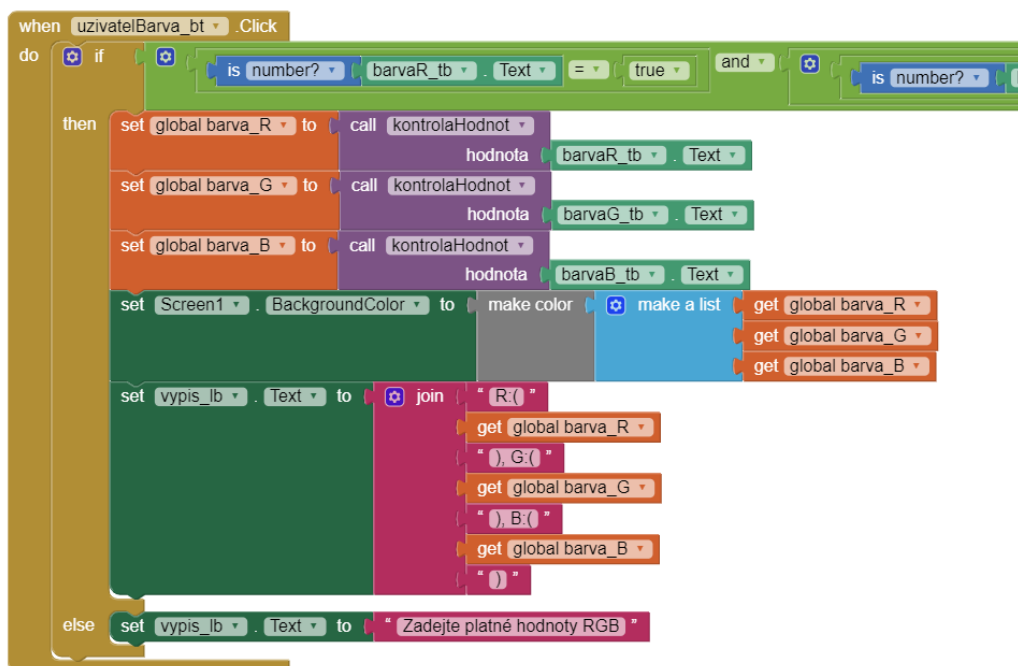 when uzivatelBarva_bt .Click
do if is number? barvaR_tb . Text = true and is number?
then set global barva_R to call kontrolaHodnot
hodnota barvaR_tb . Text
set global barva_G to call kontrolaHodnot
hodnota barvaG_tb . Text
set global barva_B to call kontrolaHodnot
hodnota barvaB_tb . Text
set Screen1 . BackgroundColor to make color make a list get global barva_R
get global barva_G
get global barva_B
set vypis_lb . Text to join " R:( "
get global barva_R
" ), G:( "
get global barva_G
" ), B:( "
get global barva_B
" ) "
else set vypis_lb . Text to " Zadejte platné hodnoty RGB "